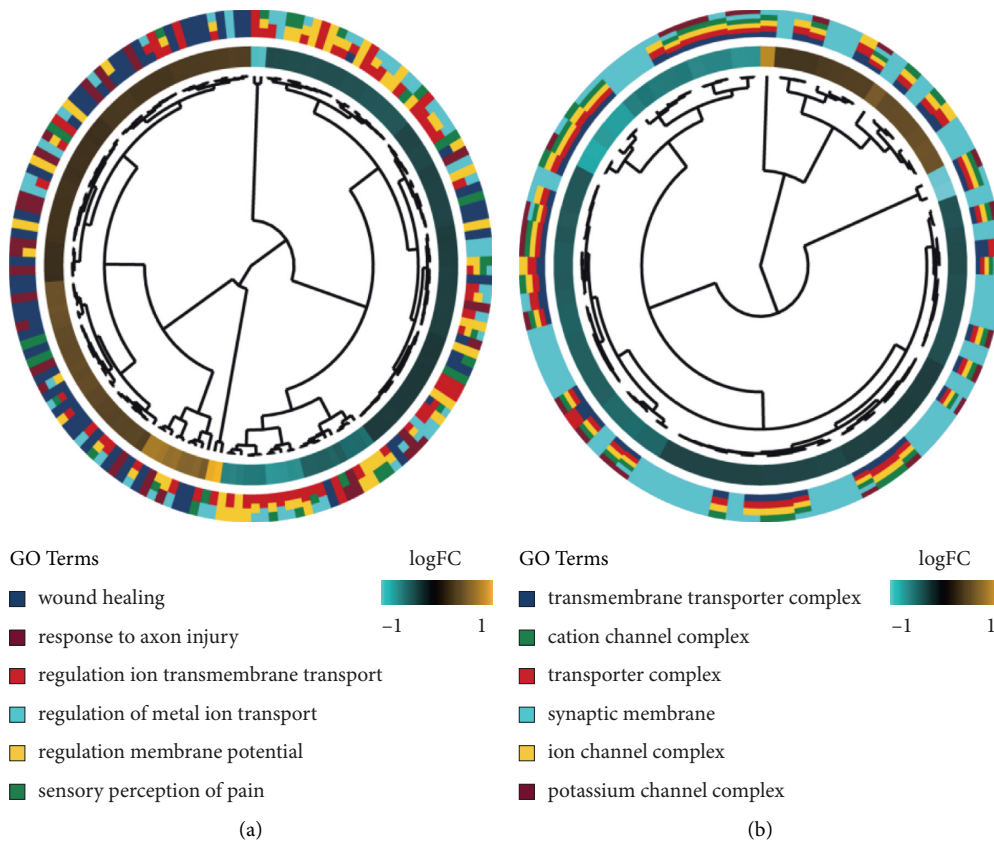 GO Terms
logFC
wound healing
−1
1
response to axon injury
regulation ion transmembrane transport
regulation of metal ion transport
regulation membrane potential
sensory perception of pain
(a)
GO Terms
logFC
transmembrane transporter complex
−1
1
cation channel complex
transporter complex
synaptic membrane
ion channel complex
potassium channel complex
(b)